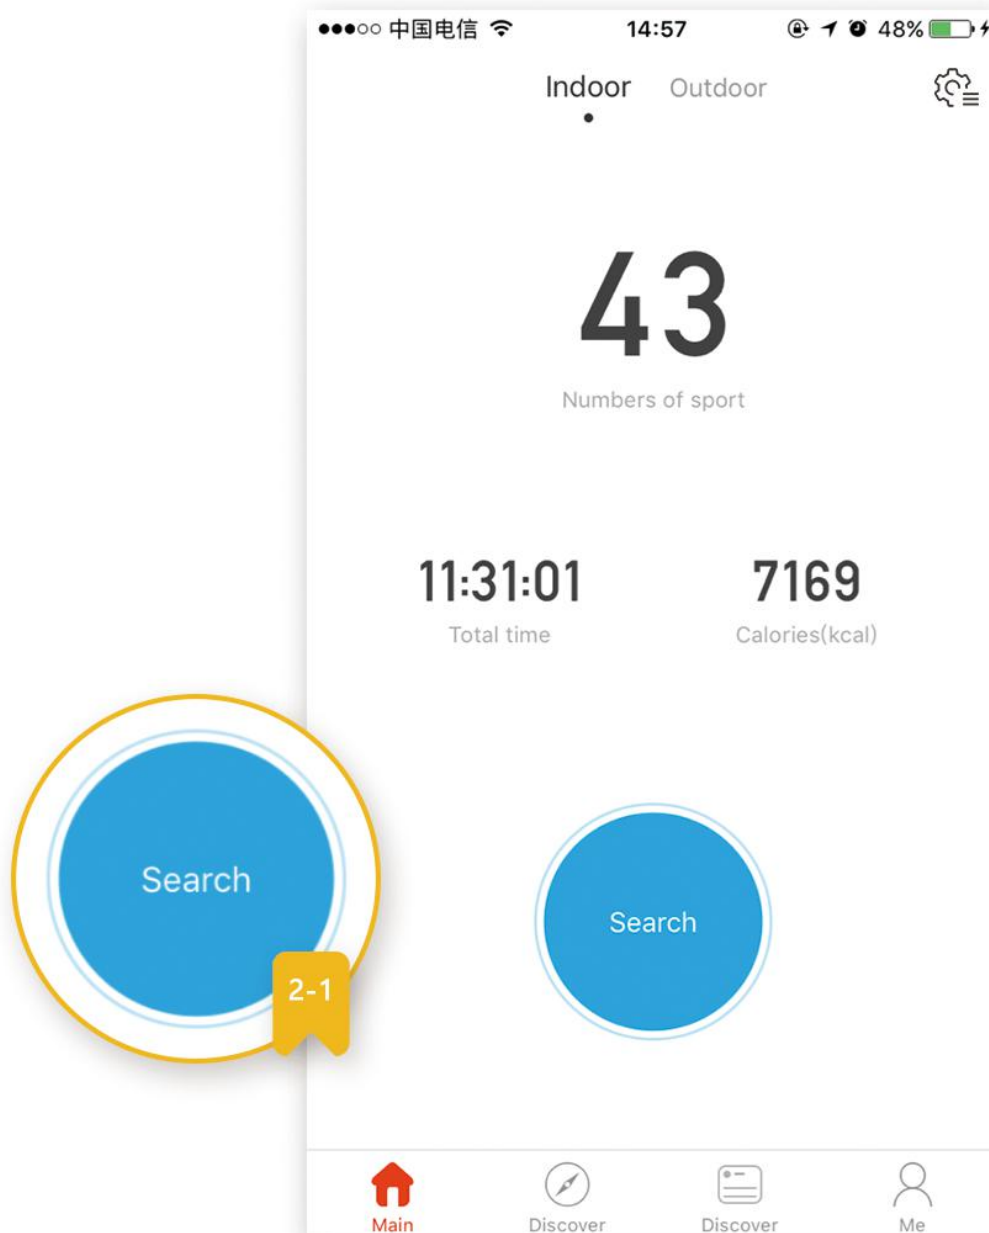 中国电信 14:57 48%
Indoor Outdoor
43
Numbers of sport
11:31:01 7169
Total time Calories(kcal)
Search
2-1
Search
Main Discover Discover Me